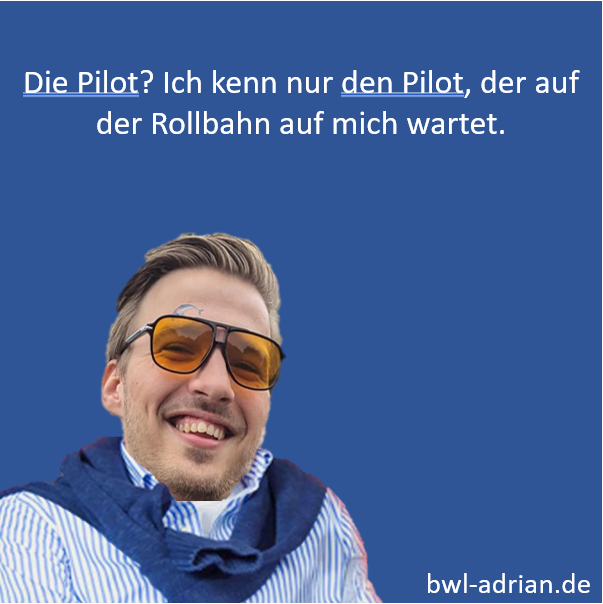 Die Pilot? Ich kenn nur den Pilot, der auf
der Rollbahn auf mich wartet.
bwl-adrian.de